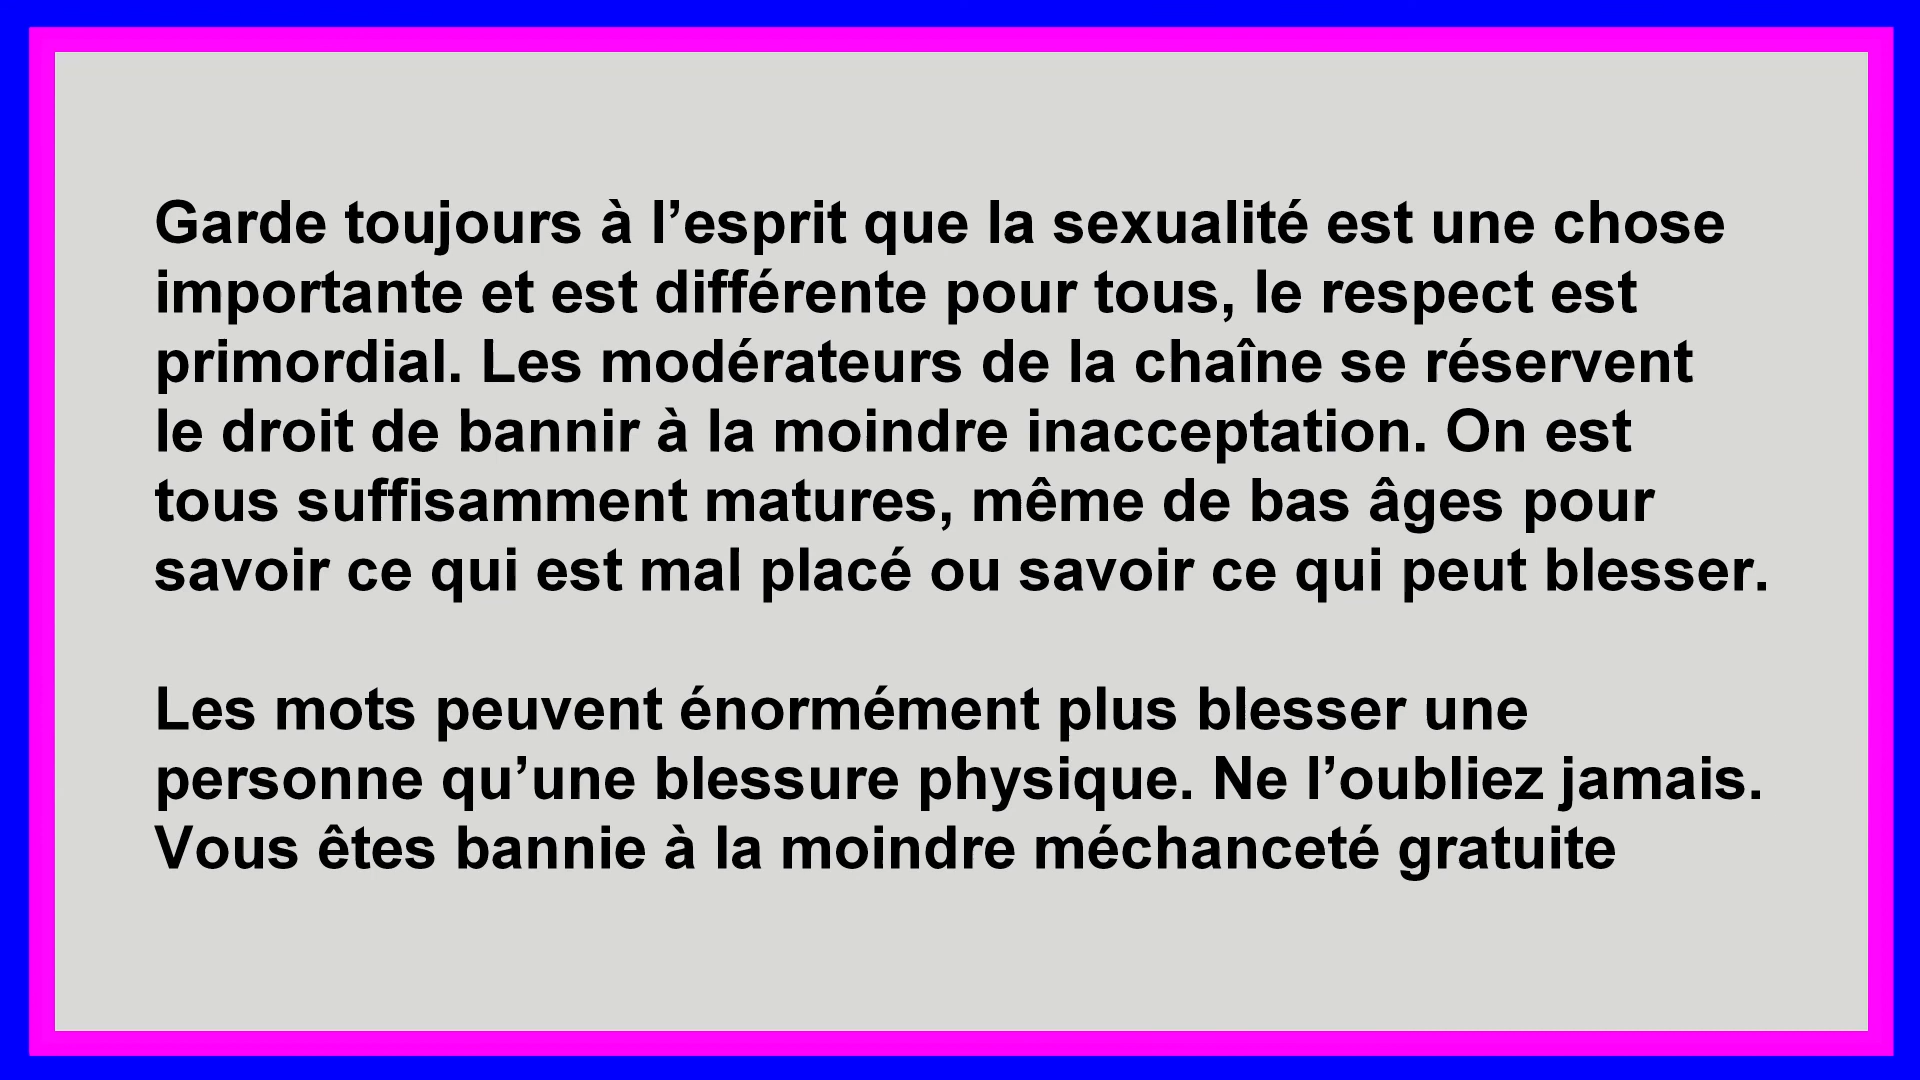 Garde toujours à l’esprit que la sexualité est une chose
importante et est différente pour tous, le respect est
primordial. Les modérateurs de la chaîne se réservent
le droit de bannir à la moindre inacceptation. On est
tous suffisamment matures, même de bas âges pour
savoir ce qui est mal placé ou savoir ce qui peut blesser.
Les mots peuvent énormément plus blesser une
personne qu’une blessure physique. Ne l’oubliez jamais.
Vous êtes bannie à la moindre méchanceté gratuite